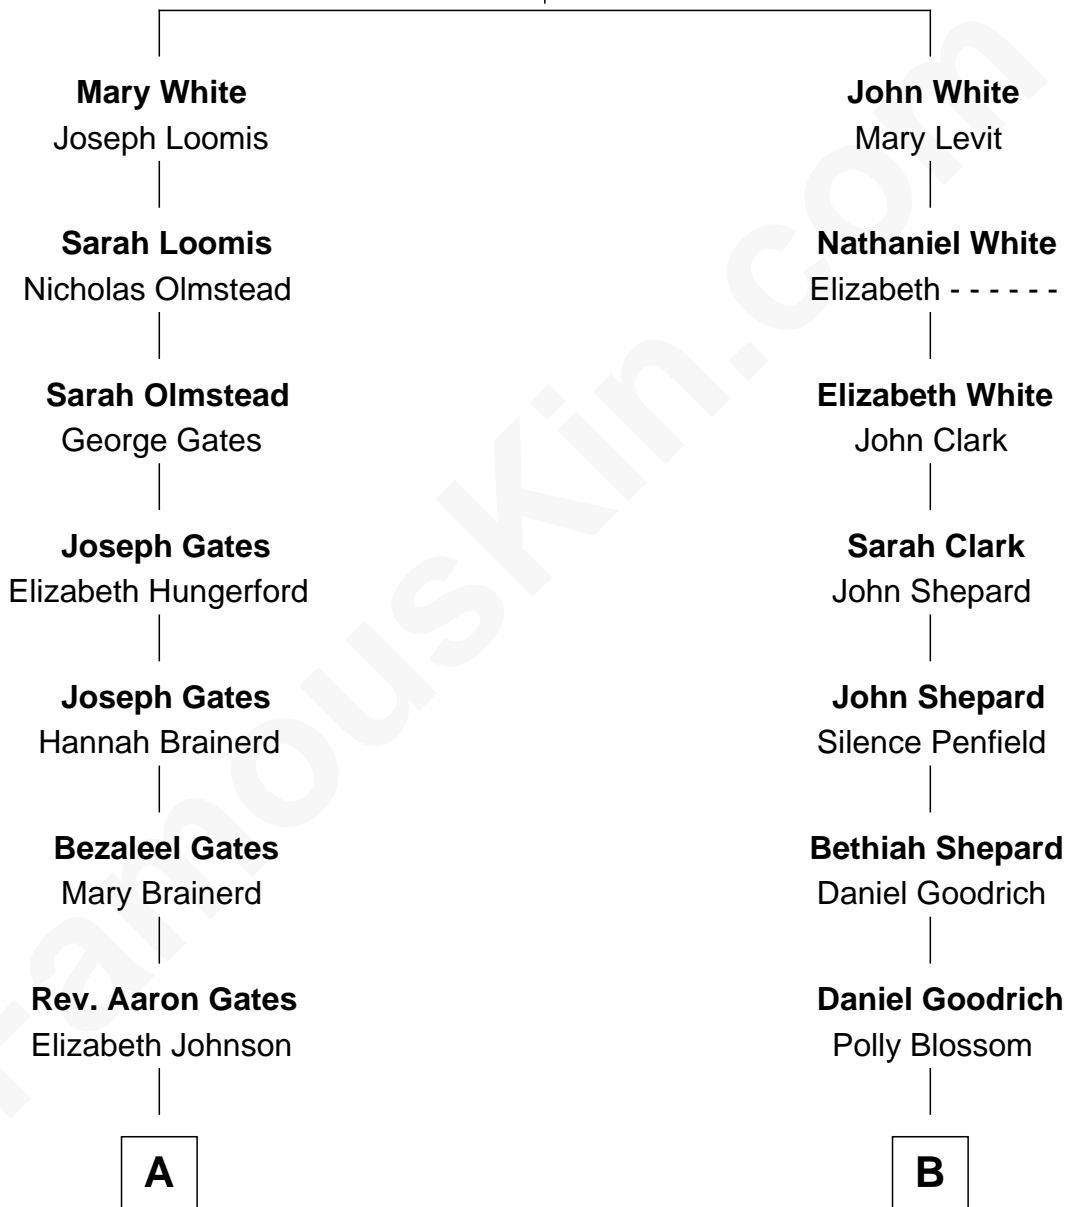 Mary White
Joseph Loomis
Sarah Loomis
Nicholas Olmstead
Sarah Olmstead
George Gates
Joseph Gates
Elizabeth Hungerford
Joseph Gates
Hannah Brainerd
Bezaleel Gates
Mary Brainerd
Rev. Aaron Gates
Elizabeth Johnson
A
John White
Mary Levit
Nathaniel White
Elizabeth - - - - - -
Elizabeth White
John Clark
Sarah Clark
John Shepard
John Shepard
Silence Penfield
Bethiah Shepard
Daniel Goodrich
Daniel Goodrich
Polly Blossom
B
FamousKin.com